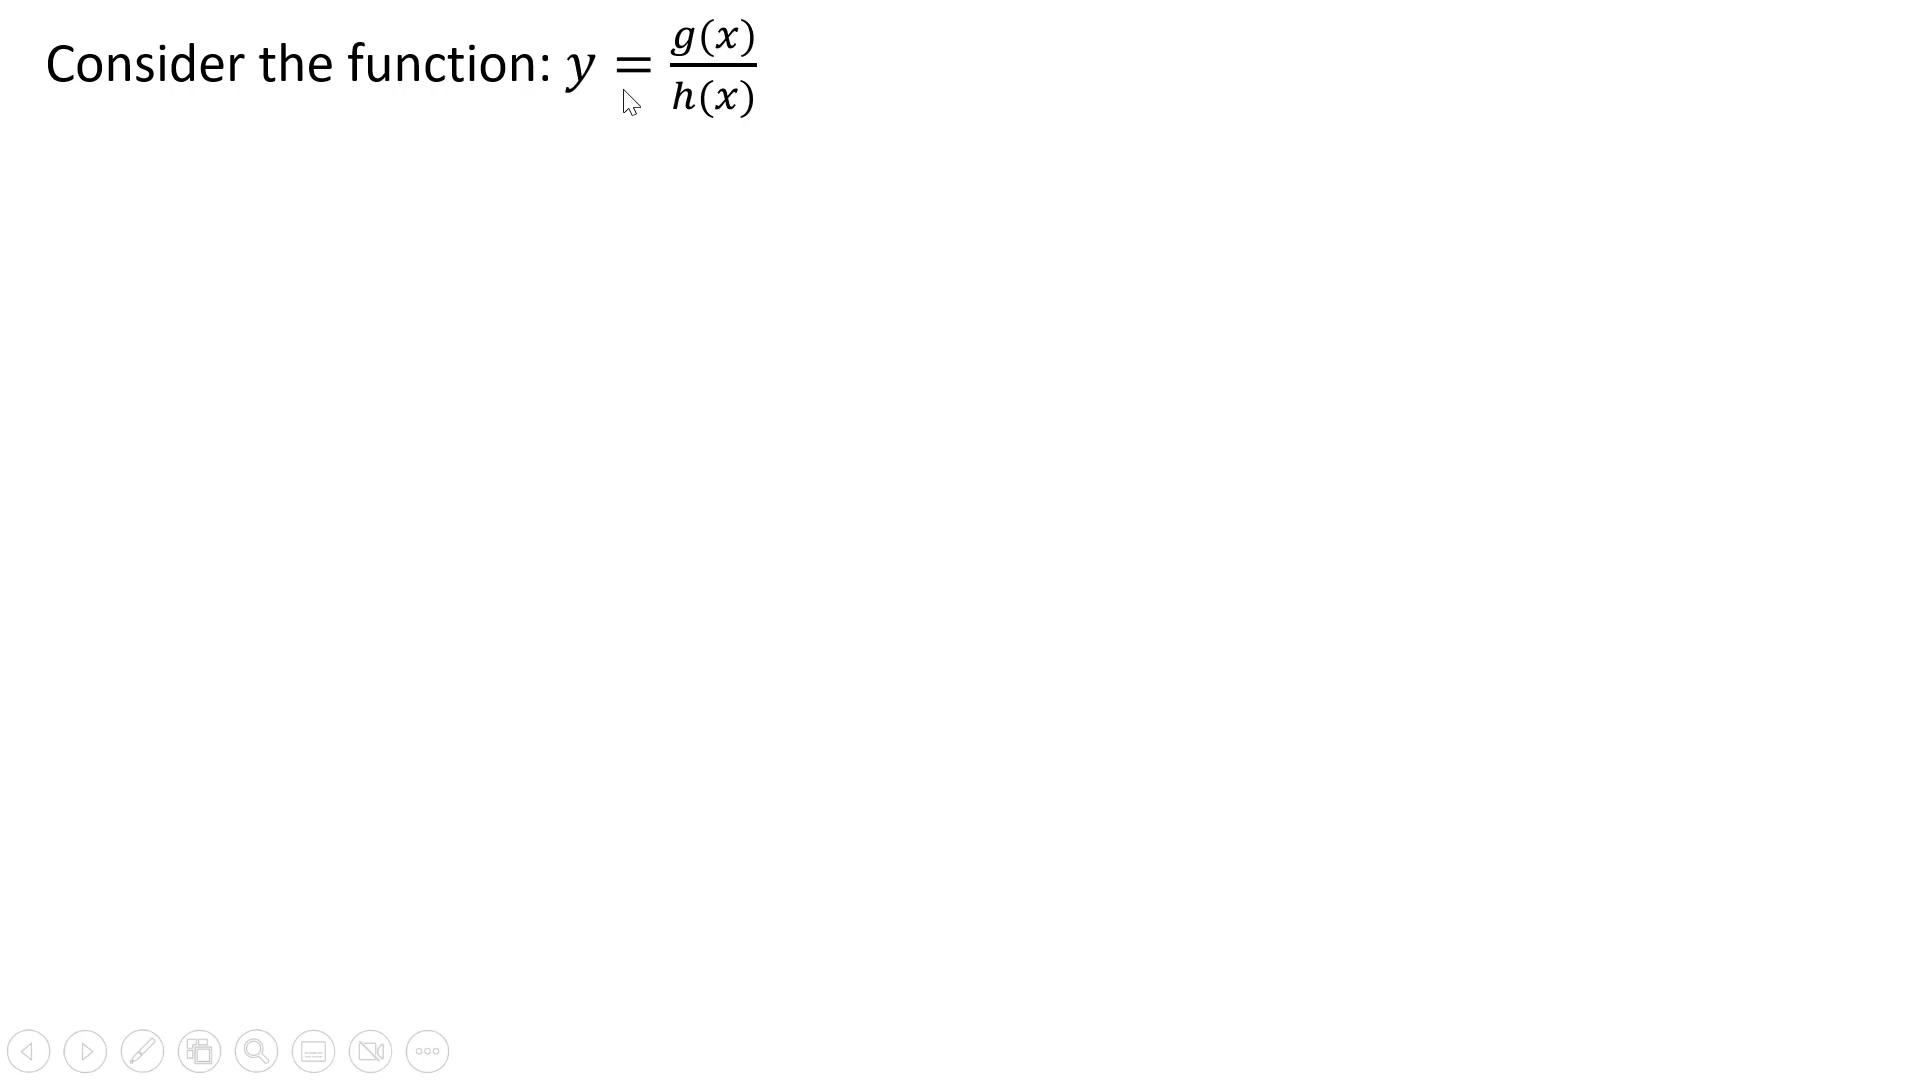 Consider the function: y = g(x)/h(x)